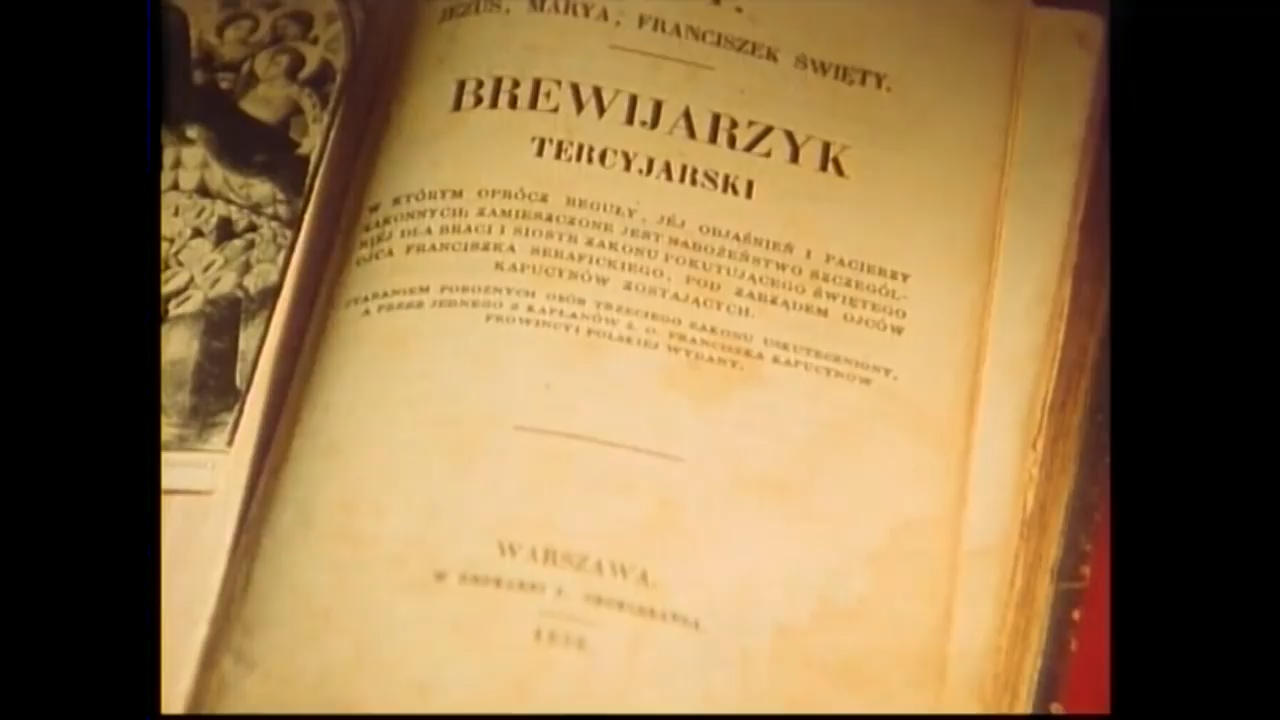 JEZUS, MARYA, FRANCISZEK ŚWIĘTY.
BREWIJARZYK
TERCYJARSKI
W KTÓRYM OPRÓCZ REGUŁY, JÉJ OBJAŚNIEŃ I PACIERZY
ZAKONNYCH; ZAMIESZCZONE JEST NABOŻEŃSTWO SZCZEGÓL-
NIEJ DLA BRACI I SIOSTR ZAKONU POKUTUJĄCEGO ŚWIĘTEGO
OJCA FRANCISZKA SERAFICKIEGO, POD ZARZĄDEM OJCÓW
KAPUCYNÓW ZOSTAJĄCYCH.
STARANIEM POBOŻNYCH OSÓB TRZECIEGO ZAKONU USKUTECZNIONY,
A PRZEZ JEDNEGO Z KAPŁANÓW Ś. O. FRANCISZKA KAPUCYNÓW
PROWINCYI POLSKIEJ WYDANY.
WARSZAWA.
W DRUKARNI